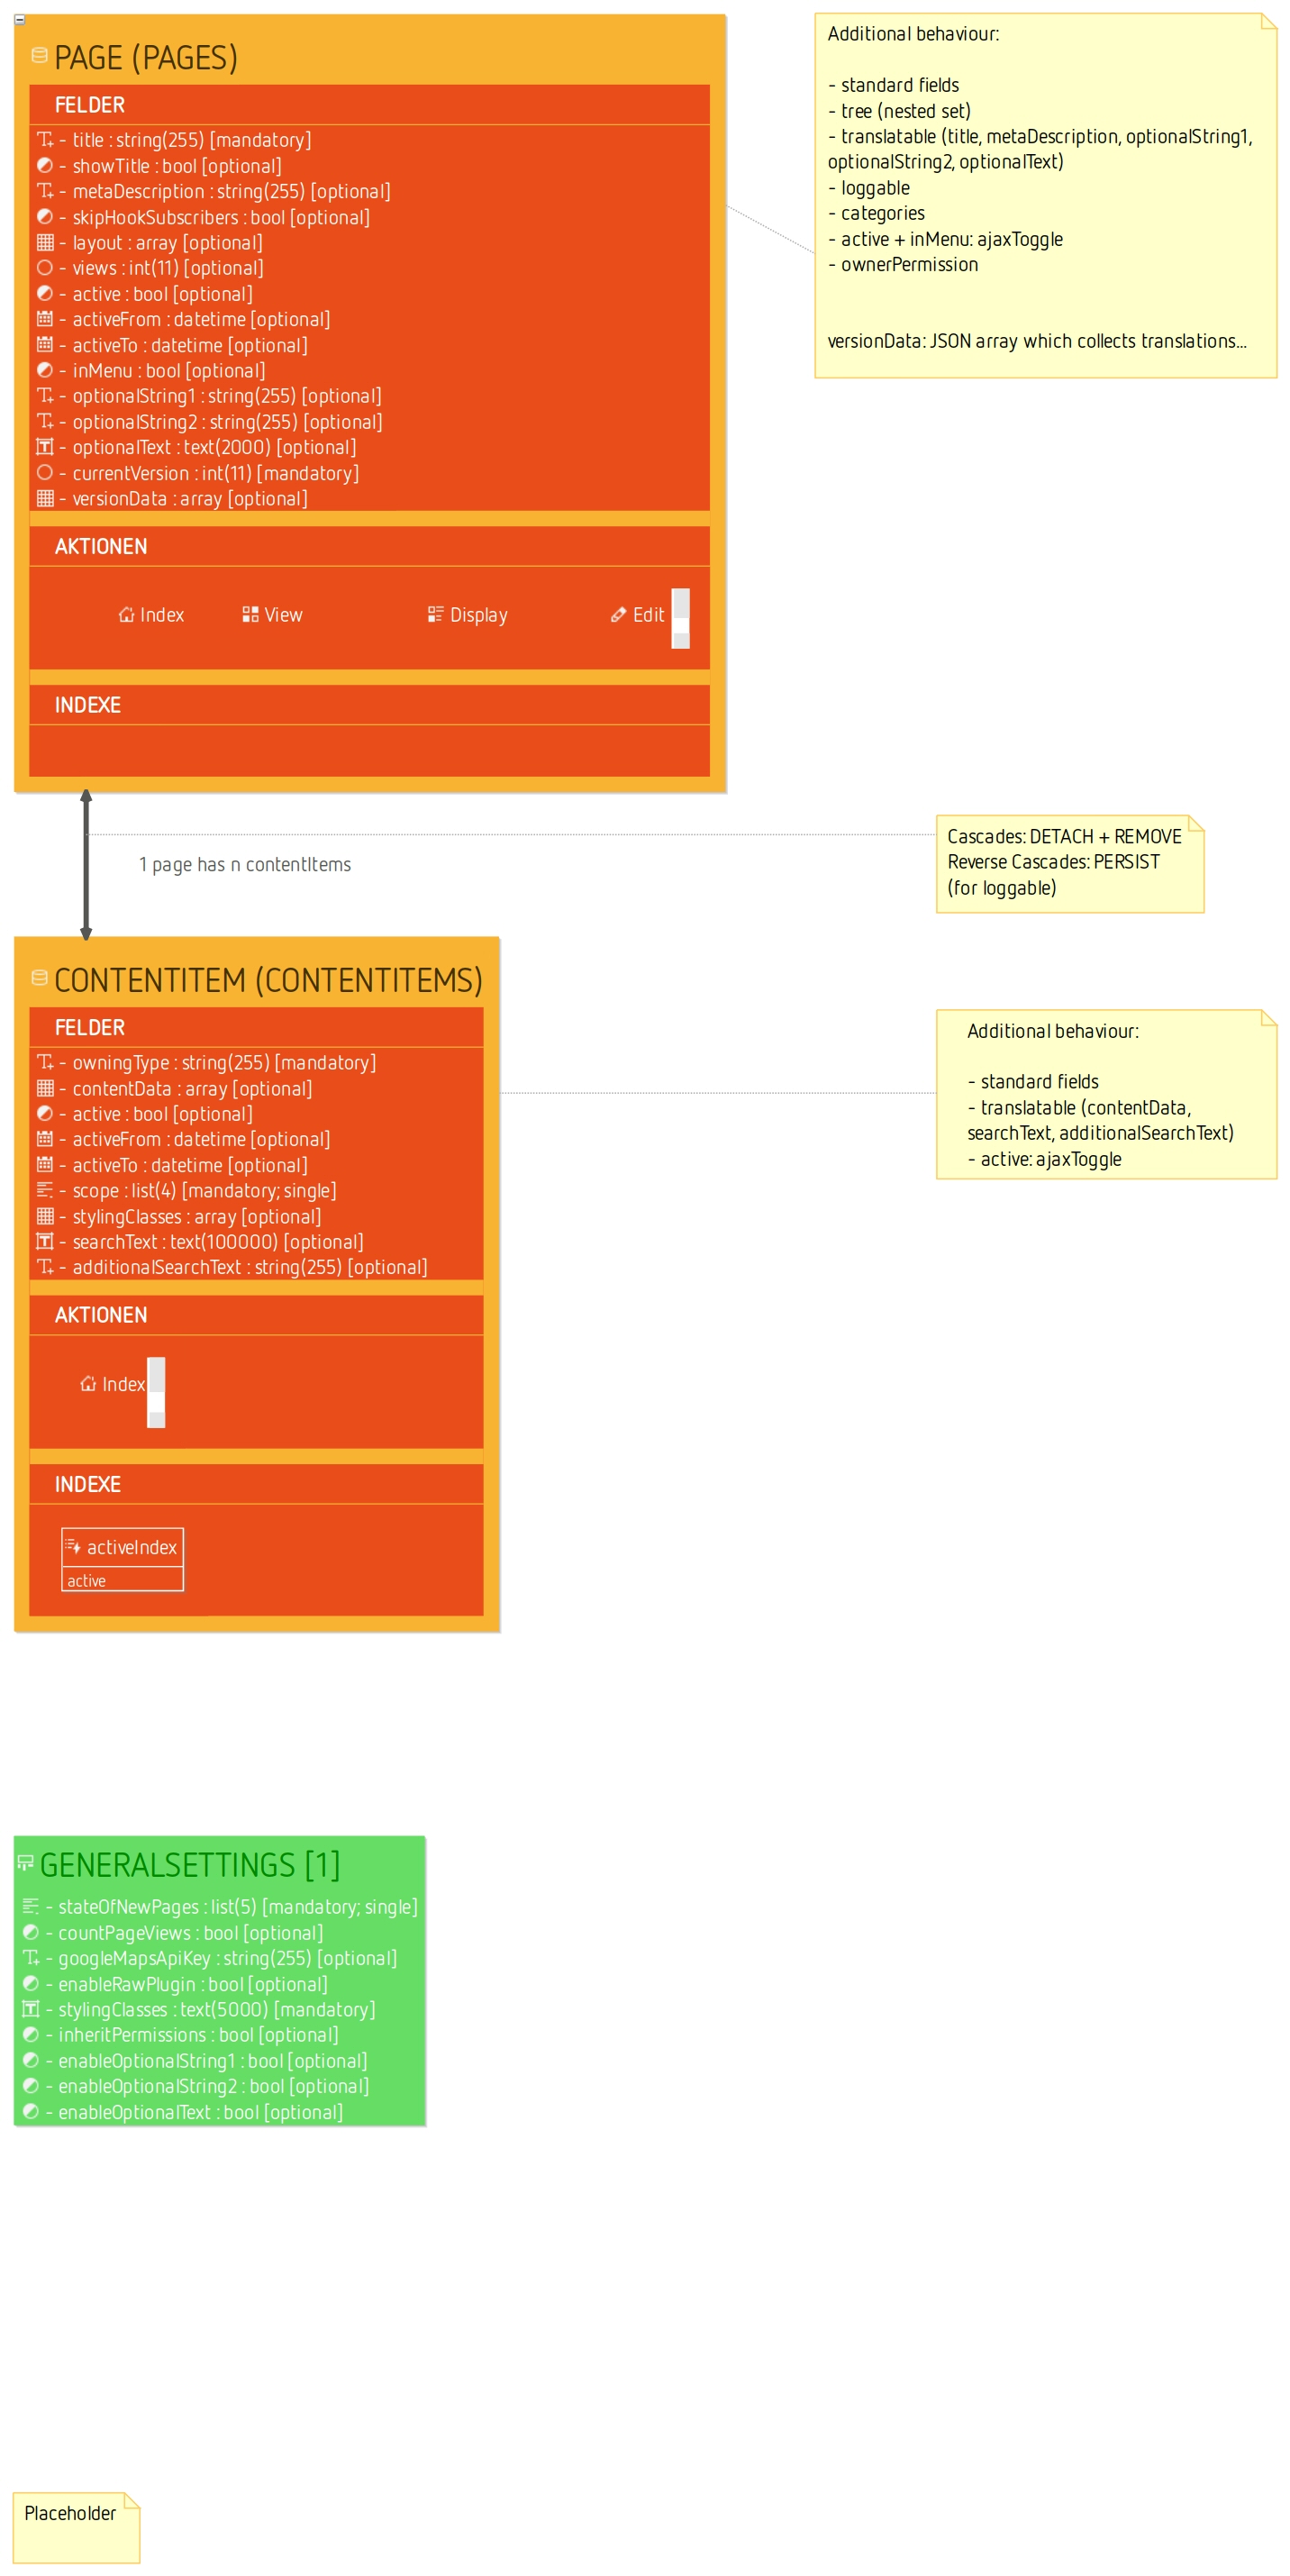 PAGE (PAGES)
FELDER
- title : string(255) [mandatory]
- showTitle : bool [optional]
- metaDescription : string(255) [optional]
- skipHookSubscribers : bool [optional]
- layout : array [optional]
- views : int(11) [optional]
- active : bool [optional]
- activeFrom : datetime [optional]
- activeTo : datetime [optional]
- inMenu : bool [optional]
- optionalString1 : string(255) [optional]
- optionalString2 : string(255) [optional]
- optionalText : text(2000) [optional]
- currentVersion : int(11) [mandatory]
- versionData : array [optional]
AKTIONEN
Index View Display Edit
INDEXE
Additional behaviour:
- standard fields
- tree (nested set)
- translatable (title, metaDescription, optionalString1,
optionalString2, optionalText)
- loggable
- categories
- active + inMenu: ajaxToggle
- ownerPermission
versionData: JSON array which collects translations...
1 page has n contentItems
Cascades: DETACH + REMOVE
Reverse Cascades: PERSIST
(for loggable)
CONTENTITEM (CONTENTITEMS)
FELDER
- owningType : string(255) [mandatory]
- contentData : array [optional]
- active : bool [optional]
- activeFrom : datetime [optional]
- activeTo : datetime [optional]
- scope : list(4) [mandatory; single]
- stylingClasses : array [optional]
- searchText : text(100000) [optional]
- additionalSearchText : string(255) [optional]
AKTIONEN
Index
INDEXE
activeIndex
active
Additional behaviour:
- standard fields
- translatable (contentData,
searchText, additionalSearchText)
- active: ajaxToggle
GENERALSETTINGS [1]
- stateOfNewPages : list(5) [mandatory; single]
- countPageViews : bool [optional]
- googleMapsApiKey : string(255) [optional]
- enableRawPlugin : bool [optional]
- stylingClasses : text(5000) [mandatory]
- inheritPermissions : bool [optional]
- enableOptionalString1 : bool [optional]
- enableOptionalString2 : bool [optional]
- enableOptionalText : bool [optional]
Placeholder